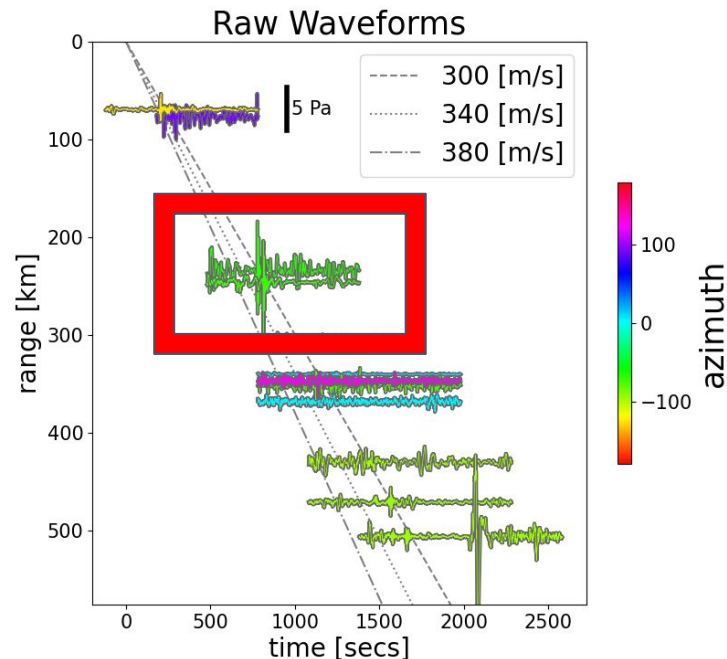 Raw Waveforms
0
100
200
300
400
500
range [km]
5 Pa
300 [m/s]
340 [m/s]
380 [m/s]
0
500
1000
1500
2000
2500
time [secs]
100
0
−100
azimuth